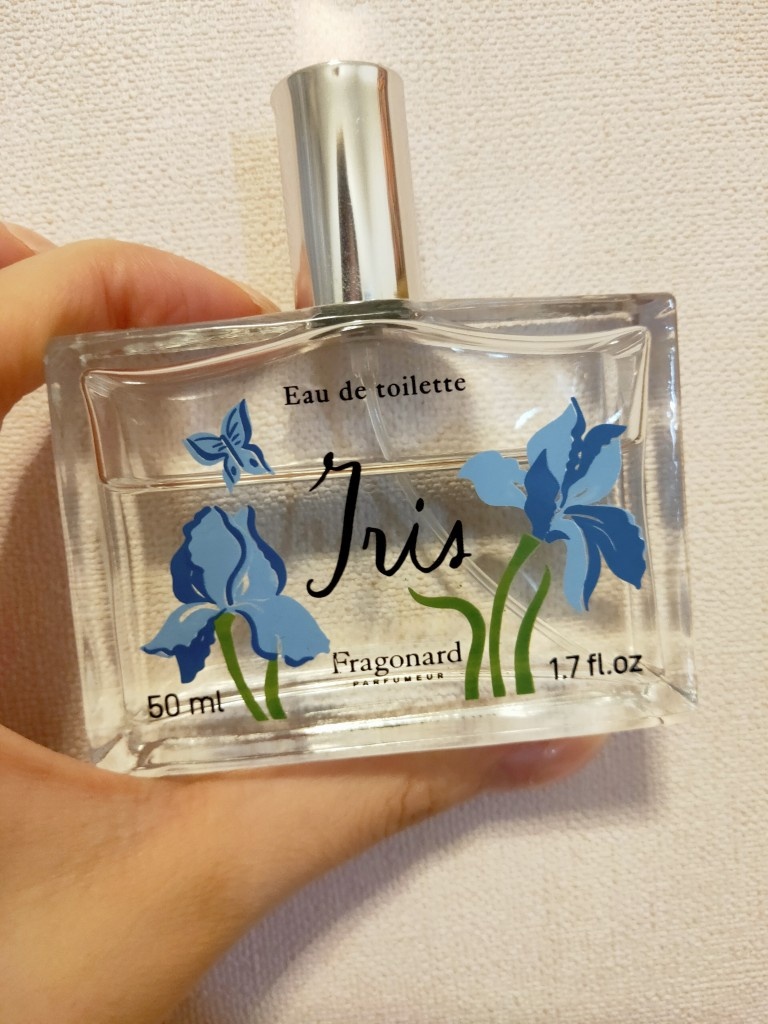 Eau de toilette
Iris
Fragonard
PARFUMEUR
50 ml
1.7 fl.oz